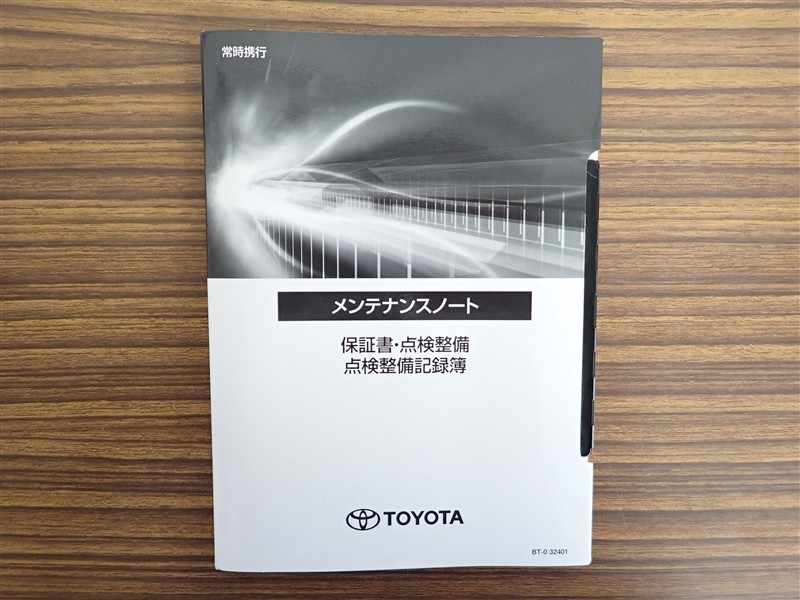 常時携行
メンテナンスノート
保証書・点検整備
点検整備記録簿
TOYOTA
BT-0 32401